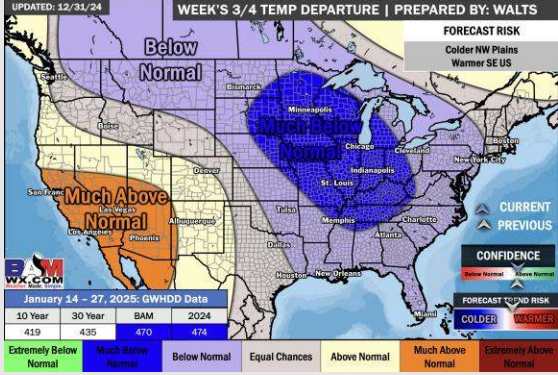 UPDATED: 12/31/24
WEEK'S 3/4 TEMP DEPARTURE | PREPARED BY: WALTS
FORECAST RISK
Colder NW Plains
Warmer SE US
Below
Normal
Seattle
Bismarck
Minneapolis
Much Below
Normal
Boise
Boston
Chicago
Cleveland
New York City
Indianapolis
Denver
St. Louis
San Franc
Much Above
Normal
Las Vegas
Los Angeles
Phoenix
Albuquerque
Tulsa
Memphis
Charlotte
Atlanta
Dallas
Houston
New Orleans
Miami
CURRENT
PREVIOUS
CONFIDENCE
Below Normal
Above Normal
FORECAST TREND RISK
COLDER
WARMER
BAM
WX.COM
Weather. Made. Simple.
January 14 – 27, 2025: GWHDD Data
10 Year 30 Year BAM 2024
419 435 470 474
Extremely Below Normal
Much Below Normal
Below Normal
Equal Chances
Above Normal
Much Above Normal
Extremely Above Normal